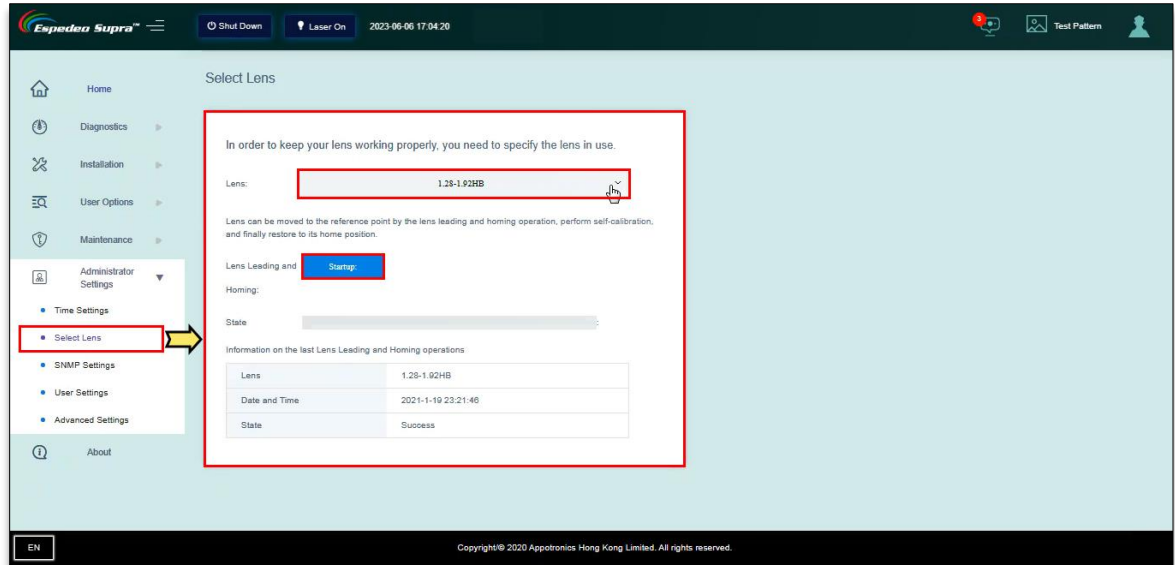 Espedeo Supra™
Shut Down
Laser On
2023-06-06 17:04:20
3
Test Pattern
Home
Diagnostics
Installation
User Options
Maintenance
Administrator
Settings
Time Settings
Select Lens
SNMP Settings
User Settings
Advanced Settings
About
Select Lens
In order to keep your lens working properly, you need to specify the lens in use.
Lens: 1.28-1.92HB
Lens can be moved to the reference point by the lens leading and homing operation, perform self-calibration,
and finally restore to its home position.
Lens Leading and Startup:
Homing:
State :
Information on the last Lens Leading and Homing operations
Lens 1.28-1.92HB
Date and Time 2021-1-19 23:21:46
State Success
EN
Copyright/© 2020 Appotronics Hong Kong Limited. All rights reserved.